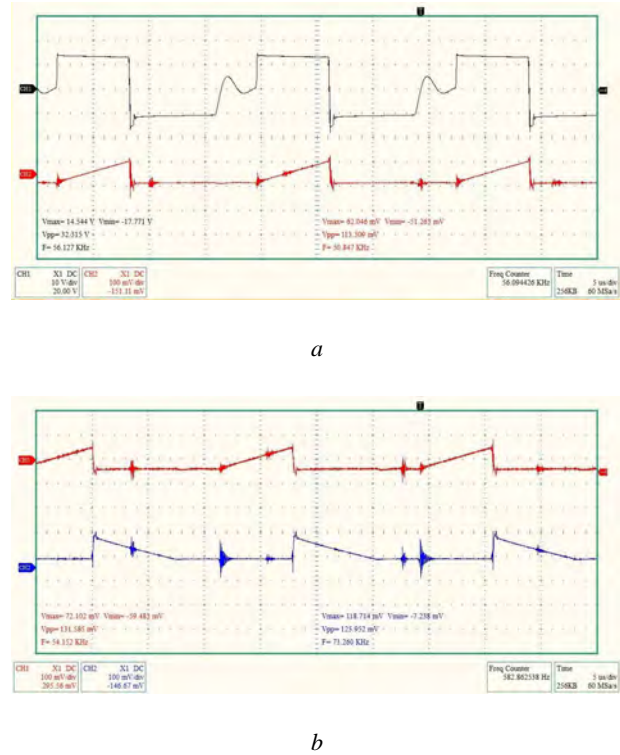 T
CH1
CH2
Vmax= 14.544 V Vmin= -17.771 V
Vpp= 32.315 V
F= 56.127 KHz
Vmax= 62.046 mV Vmin= -51.263 mV
Vpp= 113.309 mV
F= 50.847 KHz
CH1 X1 DC
10 V/div
20.00 V
CH2 X1 DC
100 mV/div
-151.11 mV
Freq Counter
56.094426 KHz
Time
5 us/div
256KB 60 MSa/s
a
T
CH1
CH2
Vmax= 72.102 mV Vmin= -59.482 mV
Vpp= 131.585 mV
F= 54.152 KHz
Vmax= 118.714 mV Vmin= -7.238 mV
Vpp= 125.952 mV
F= 73.260 KHz
CH1 X1 DC
100 mV/div
295.56 mV
CH2 X1 DC
100 mV/div
-146.67 mV
Freq Counter
582.862538 Hz
Time
5 us/div
256KB 60 MSa/s
b